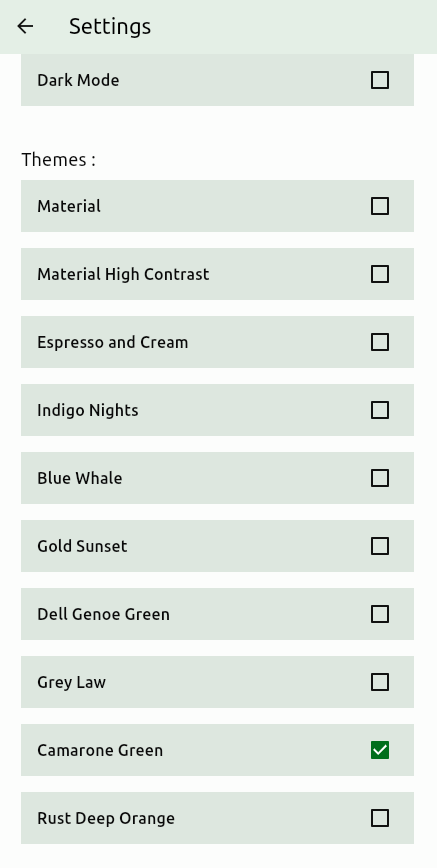 Settings
Dark Mode
Themes :
Material
Material High Contrast
Espresso and Cream
Indigo Nights
Blue Whale
Gold Sunset
Dell Genoe Green
Grey Law
Camarone Green
Rust Deep Orange